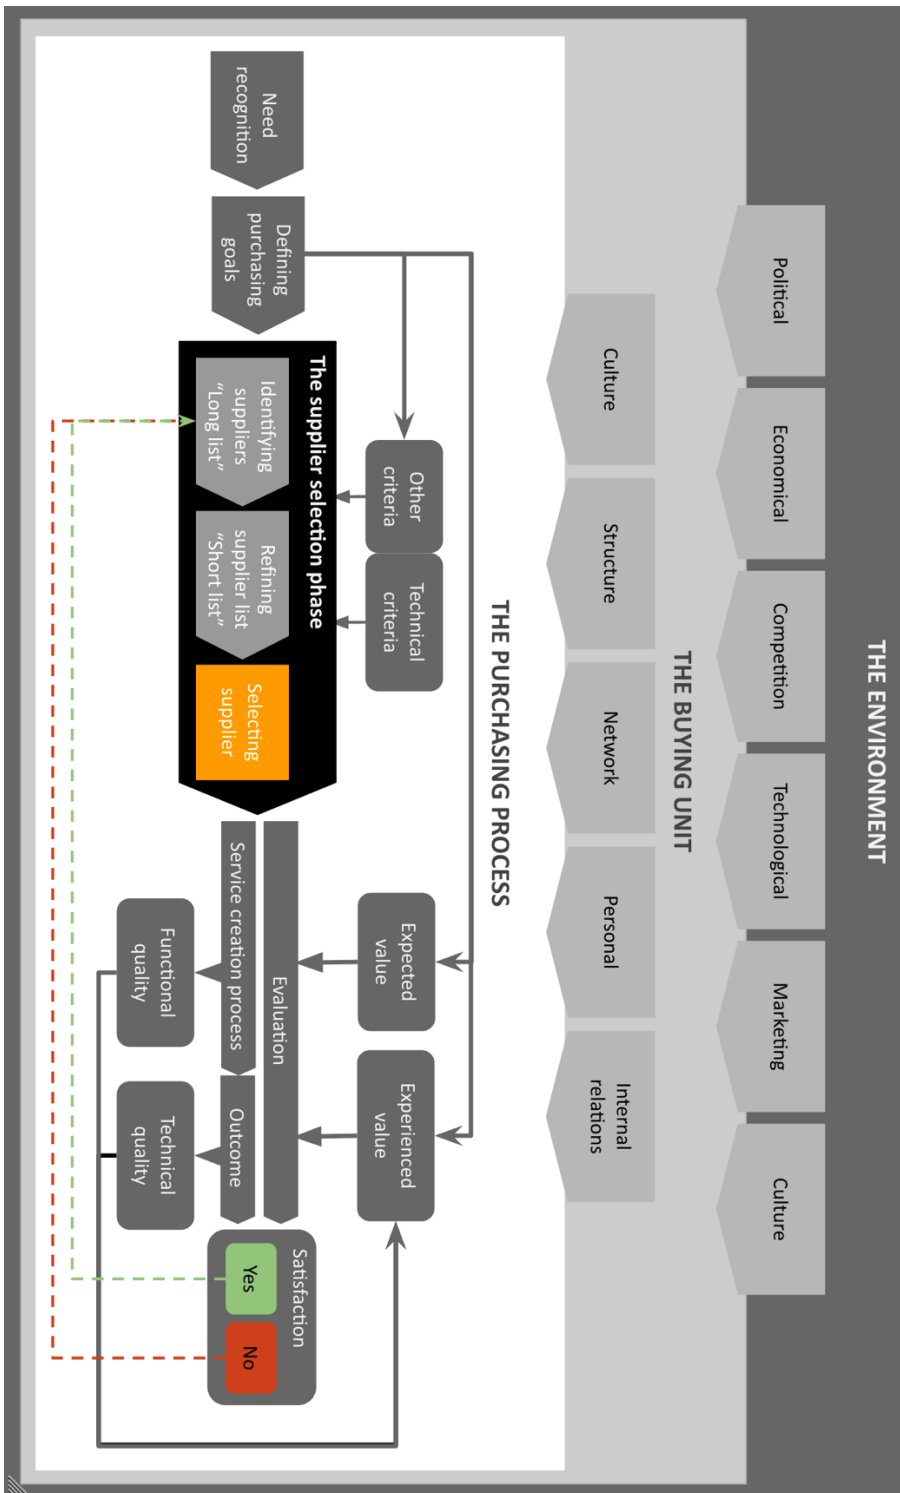 THE ENVIRONMENT
Political
Economical
Competition
Technological
Marketing
Culture
THE BUYING UNIT
Culture
Structure
Network
Personal
Internal
relations
THE PURCHASING PROCESS
Need
recognition
Defining
purchasing
goals
Other
criteria
Technical
criteria
The supplier selection phase
Identifying
suppliers
“Long list”
Refining
supplier list
“Short list”
Selecting
supplier
Expected
value
Experienced
value
Evaluation
Service creation process
Outcome
Functional
quality
Technical
quality
Satisfaction
Yes
No